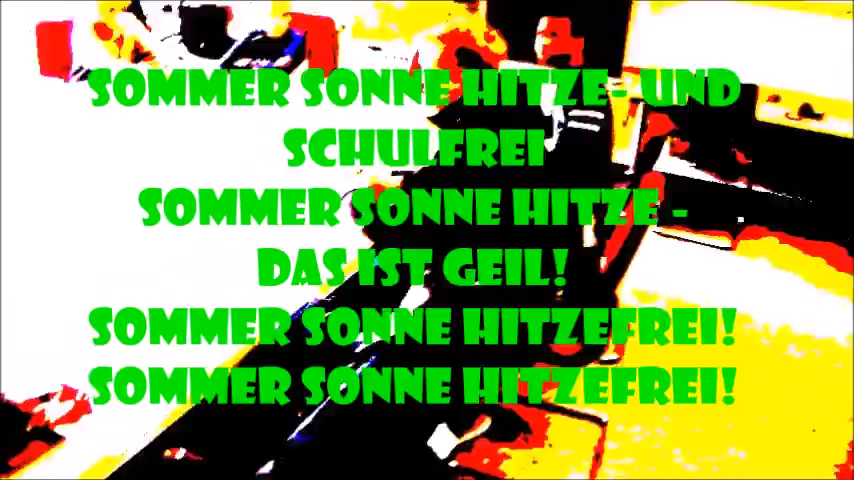 SOMMER SONNE HITZE- UND
SCHULFREI
SOMMER SONNE HITZE -
DAS IST GEIL!
SOMMER SONNE HITZEFREI!
SOMMER SONNE HITZEFREI!